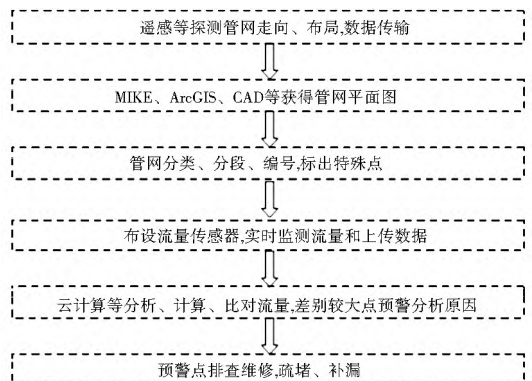 遥感等探测管网走向、布局,数据传输
MIKE、ArcGIS、CAD等获得管网平面图
管网分类、分段、编号,标出特殊点
布设流量传感器,实时监测流量和上传数据
云计算等分析、计算、比对流量,差别较大点预警分析原因
预警点排查维修,疏堵、补漏